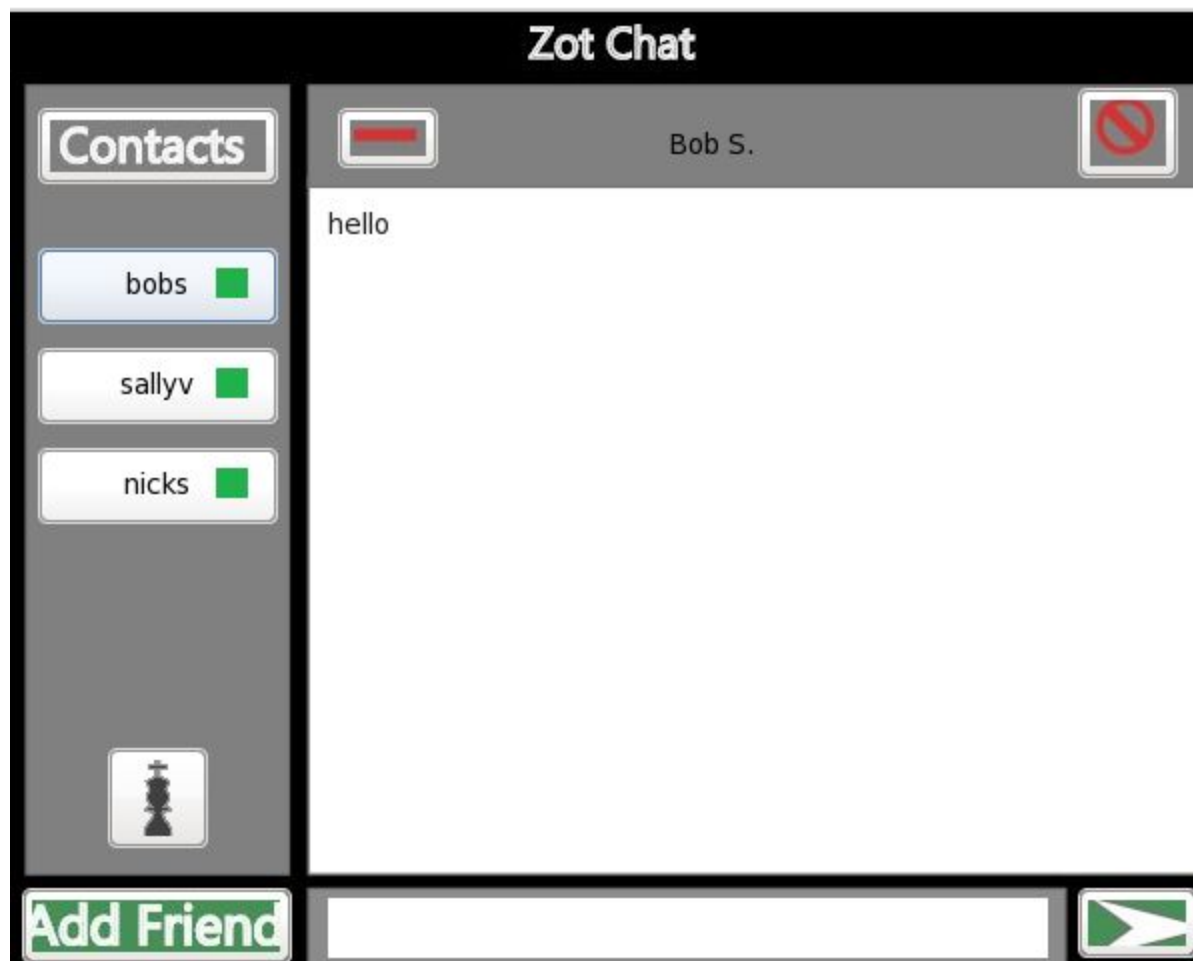 Zot Chat
Contacts
Bob S.
hello
bobs
sallyv
nicks
Add Friend